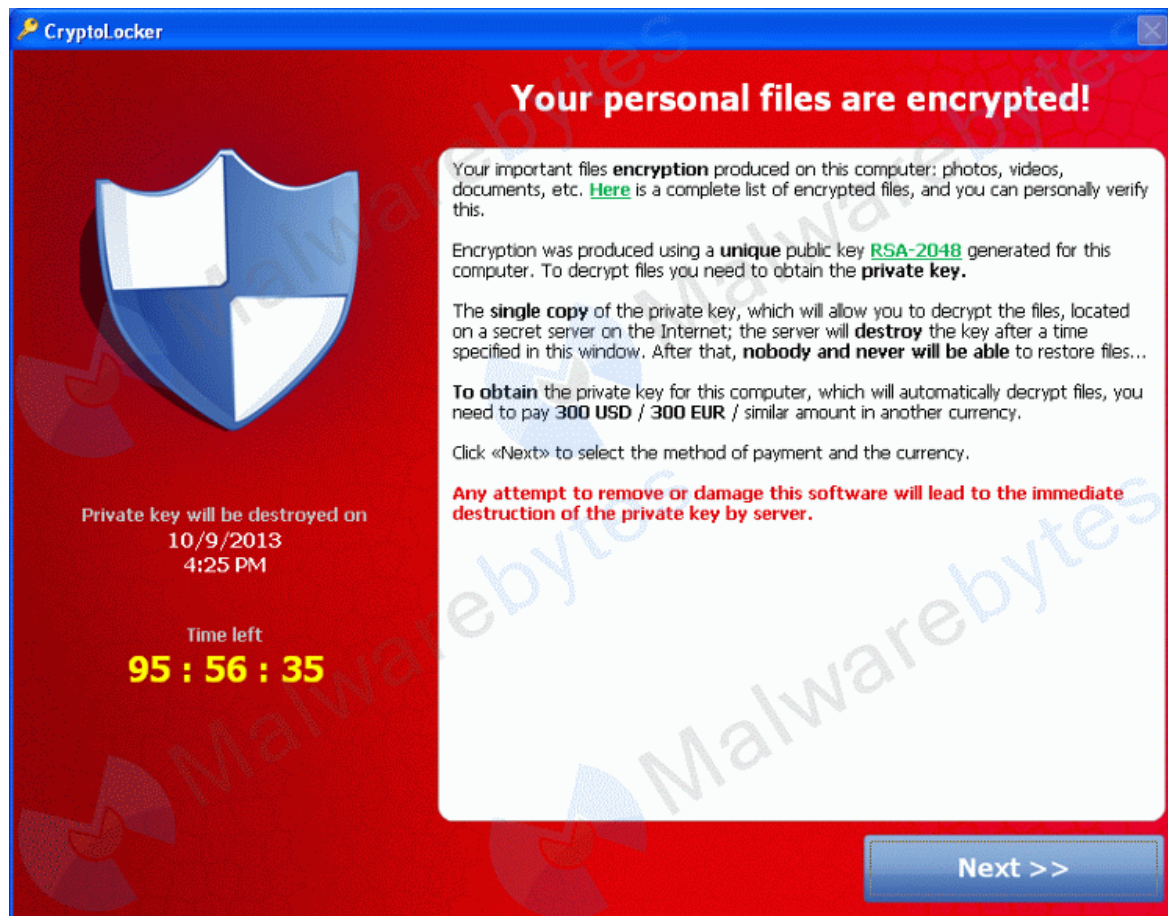 CryptoLocker
Your personal files are encrypted!
Your important files encryption produced on this computer: photos, videos,
documents, etc. Here is a complete list of encrypted files, and you can personally verify
this.
Encryption was produced using a unique public key RSA-2048 generated for this
computer. To decrypt files you need to obtain the private key.
The single copy of the private key, which will allow you to decrypt the files, located
on a secret server on the Internet; the server will destroy the key after a time
specified in this window. After that, nobody and never will be able to restore files...
To obtain the private key for this computer, which will automatically decrypt files, you
need to pay 300 USD / 300 EUR / similar amount in another currency.
Click «Next» to select the method of payment and the currency.
Any attempt to remove or damage this software will lead to the immediate
destruction of the private key by server.
Private key will be destroyed on
10/9/2013
4:25 PM
Time left
95 : 56 : 35
Next >>
Malwarebytes
Malwarebytes
Malwarebytes
Malwarebytes